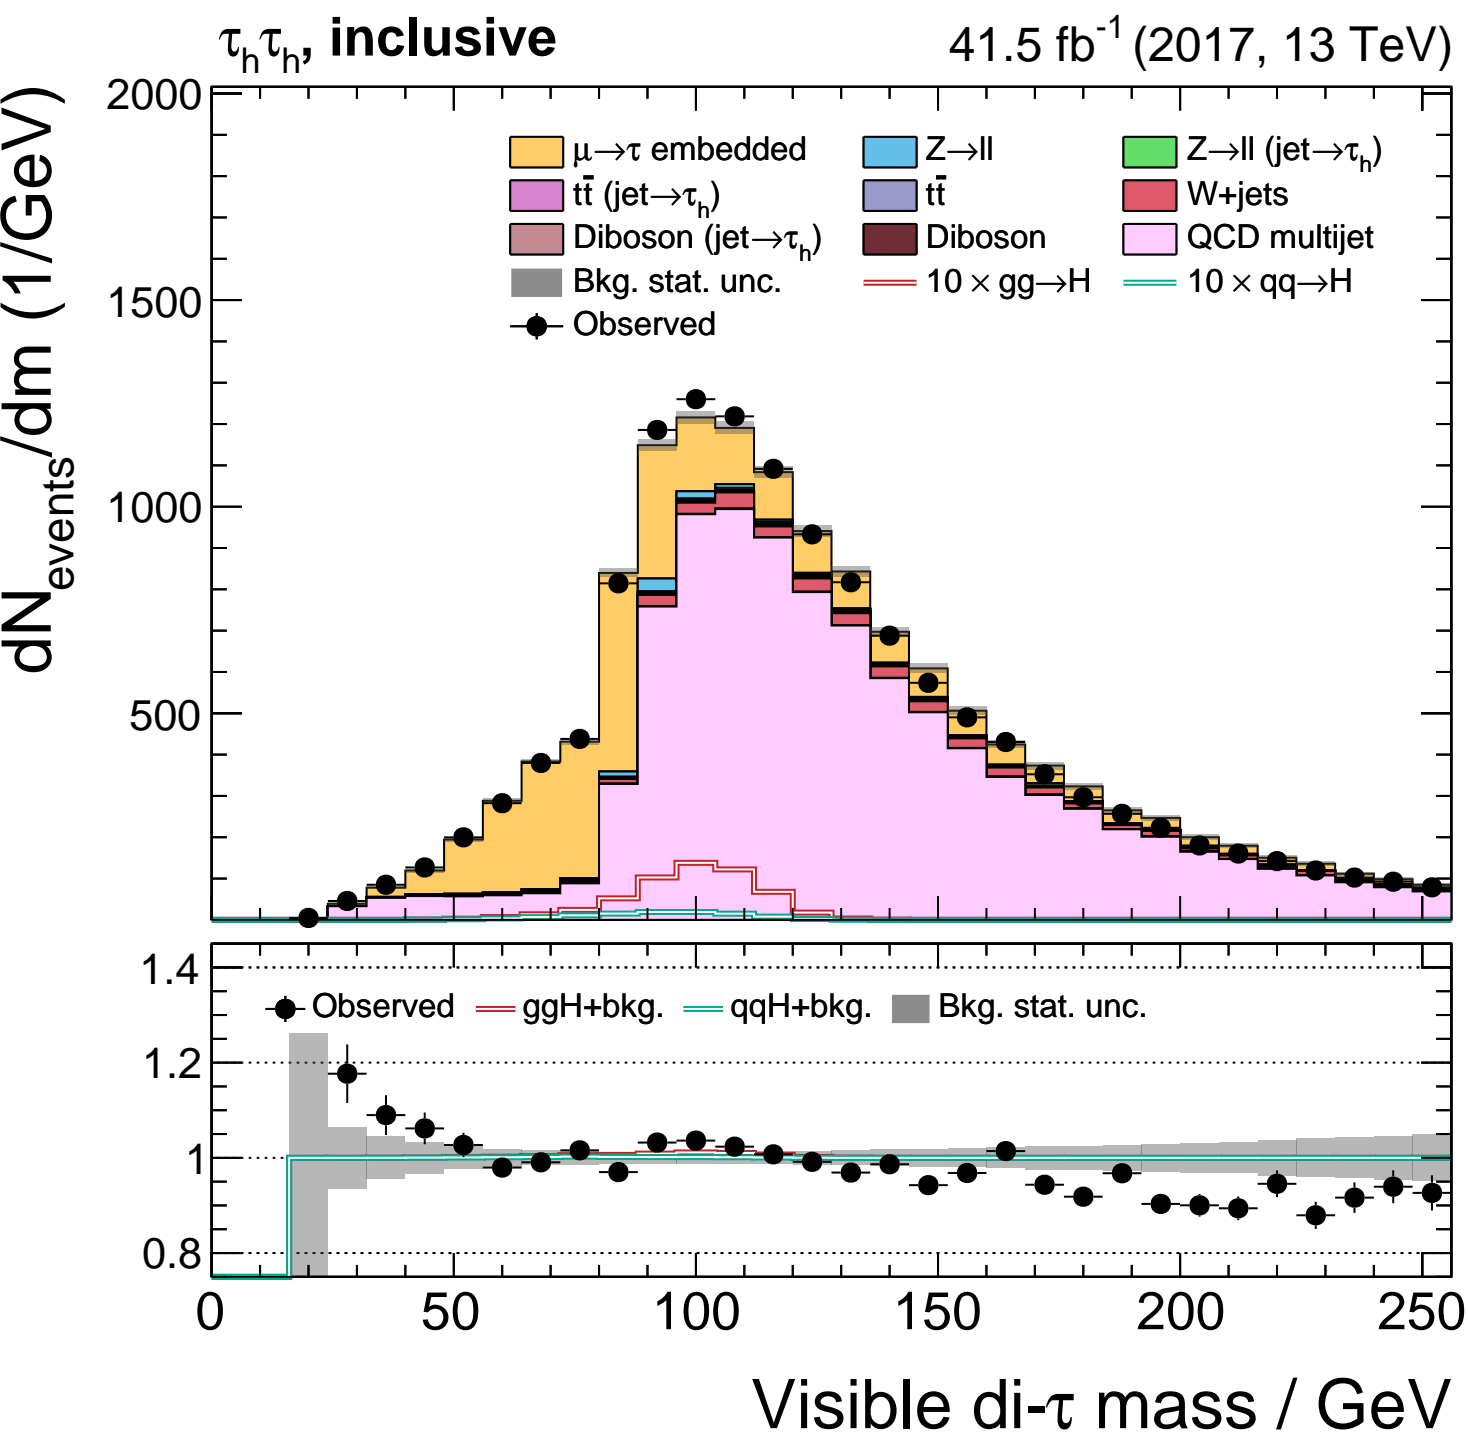 τhτh, inclusive 41.5 fb-1 (2017, 13 TeV)
dNevents/dm (1/GeV)
2000
1500
1000
500
μ→τ embedded Z→ll Z→ll (jet→τh)
tt̄ (jet→τh) tt̄ W+jets
Diboson (jet→τh) Diboson QCD multijet
Bkg. stat. unc. 10 × gg→H 10 × qq→H
Observed
1.4
1.2
1
0.8
Observed ggH+bkg. qqH+bkg. Bkg. stat. unc.
0 50 100 150 200 250
Visible di-τ mass / GeV